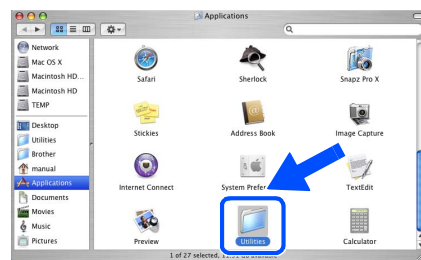 Applications
Network
Mac OS X
Macintosh HD...
Macintosh HD
TEMP
Desktop
Utilities
Brother
manual
Applications
Documents
Movies
Music
Pictures
Safari
Sherlock
Snapz Pro X
Stickies
Address Book
Image Capture
Internet Connect
System Prefe
TextEdit
Preview
Utilities
Calculator
1 of 27 selected,